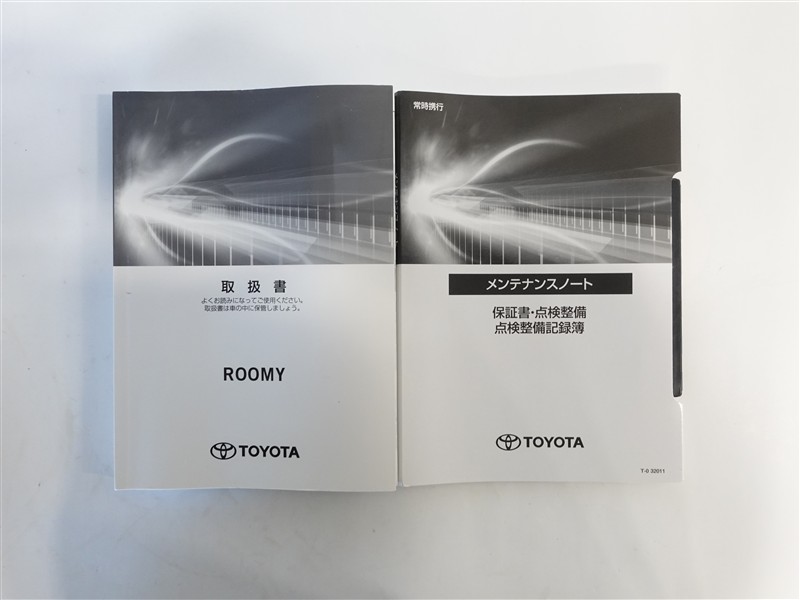 取扱書
よくお読みになってご使用ください。
取扱書は車の中に保管しましょう。
ROOMY
TOYOTA
常時携行
メンテナンスノート
保証書・点検整備
点検整備記録簿
TOYOTA
T-0 32011